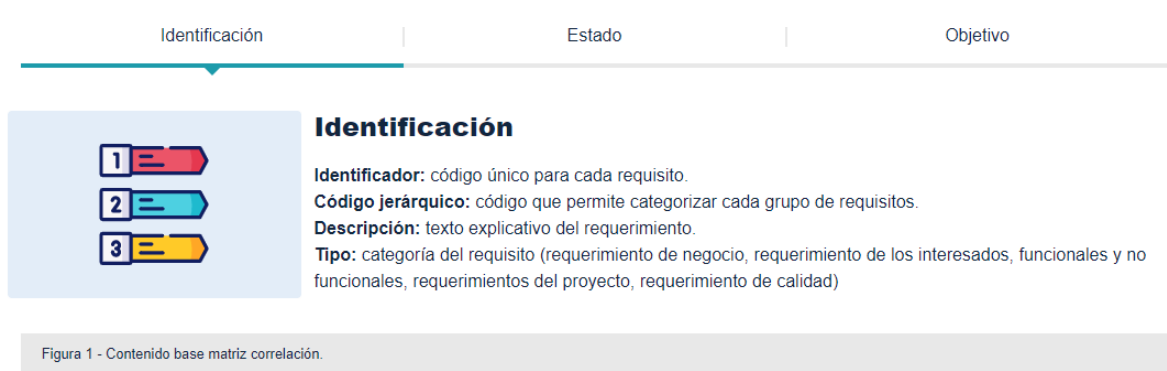 Identificación
Estado
Objetivo
Identificación
1
2
3
Identificador: código único para cada requisito.
Código jerárquico: código que permite categorizar cada grupo de requisitos.
Descripción: texto explicativo del requerimiento.
Tipo: categoría del requisito (requerimiento de negocio, requerimiento de los interesados, funcionales y no
funcionales, requerimientos del proyecto, requerimiento de calidad)
Figura 1 - Contenido base matriz correlación.